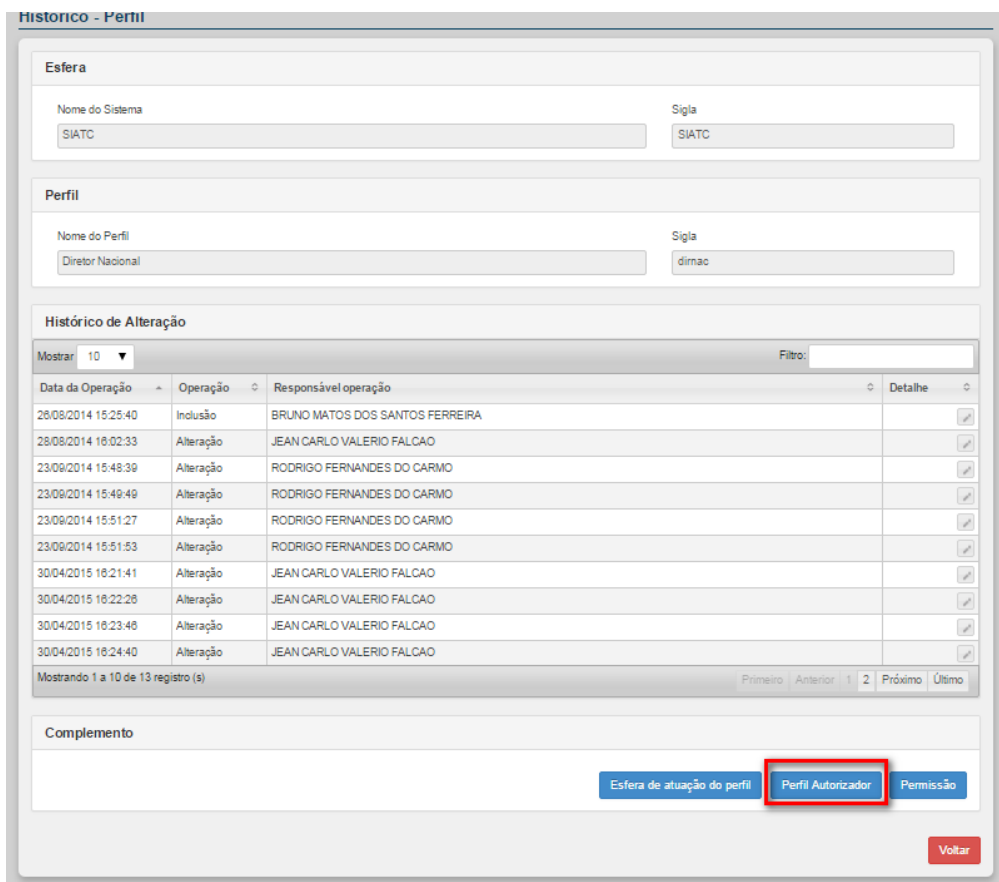 Histórico - Perfil
Esfera
Nome do Sistema Sigla
SIATC SIATC
Perfil
Nome do Perfil Sigla
Diretor Nacional dirnac
Histórico de Alteração
Mostrar 10 Filtro:
Data da Operação Operação Responsável operação Detalhe
26/08/2014 15:25:40 Inclusão BRUNO MATOS DOS SANTOS FERREIRA
28/08/2014 16:02:33 Alteração JEAN CARLO VALERIO FALCAO
23/09/2014 15:48:39 Alteração RODRIGO FERNANDES DO CARMO
23/09/2014 15:49:49 Alteração RODRIGO FERNANDES DO CARMO
23/09/2014 15:51:27 Alteração RODRIGO FERNANDES DO CARMO
23/09/2014 15:51:53 Alteração RODRIGO FERNANDES DO CARMO
30/04/2015 16:21:41 Alteração JEAN CARLO VALERIO FALCAO
30/04/2015 16:22:26 Alteração JEAN CARLO VALERIO FALCAO
30/04/2015 16:23:46 Alteração JEAN CARLO VALERIO FALCAO
30/04/2015 16:24:40 Alteração JEAN CARLO VALERIO FALCAO
Mostrando 1 a 10 de 13 registro (s) Primeiro Anterior 1 2 Próximo Último
Complemento
Esfera de atuação do perfil Perfil Autorizador Permissão
Voltar